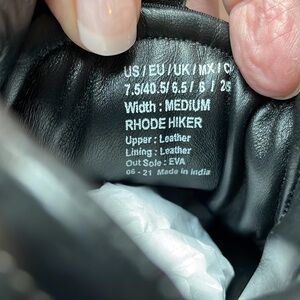 US / EU / UK / MX / C
7.5/40.5/ 6.5 / 6 / 25
Width : MEDIUM
RHODE HIKER
Upper : Leather
Lining : Leather
Out Sole : EVA
06 - 21 Made in India